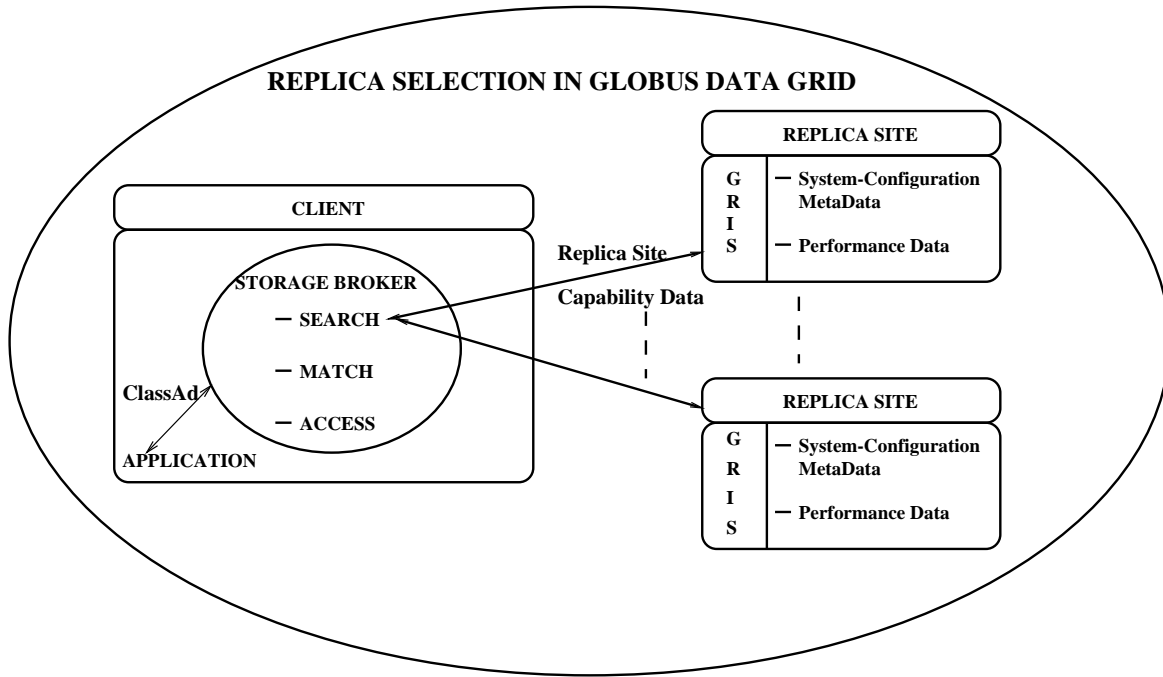 REPLICA SELECTION IN GLOBUS DATA GRID
CLIENT
STORAGE BROKER
— SEARCH
— MATCH
— ACCESS
ClassAd
APPLICATION
Replica Site
Capability Data
REPLICA SITE
G
R
I
S
— System-Configuration
MetaData
— Performance Data
REPLICA SITE
G
R
I
S
— System-Configuration
MetaData
— Performance Data